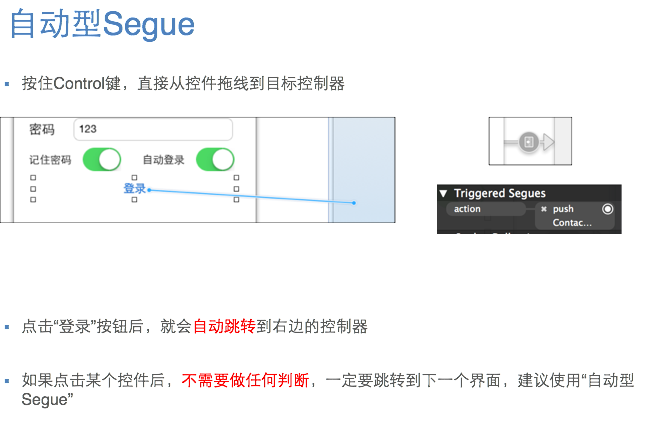 自动型Segue
▪ 按住Control键，直接从控件拖线到目标控制器
密码 123
记住密码 自动登录
登录
▼ Triggered Segues
action ✖ push
Contac...
▪ 点击“登录”按钮后，就会自动跳转到右边的控制器
▪ 如果点击某个控件后，不需要做任何判断，一定要跳转到下一个界面，建议使用“自动型
Segue”